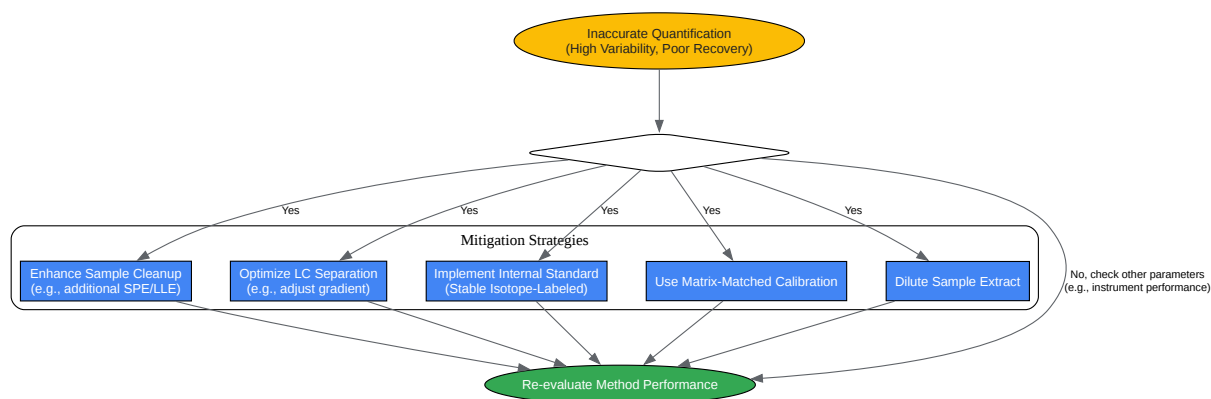 Inaccurate Quantification
(High Variability, Poor Recovery)
Yes
Yes
Yes
Yes
Yes
Mitigation Strategies
Enhance Sample Cleanup
(e.g., additional SPE/LLE)
Optimize LC Separation
(e.g., adjust gradient)
Implement Internal Standard
(Stable Isotope-Labeled)
Use Matrix-Matched Calibration
Dilute Sample Extract
No, check other parameters
(e.g., instrument performance)
Re-evaluate Method Performance